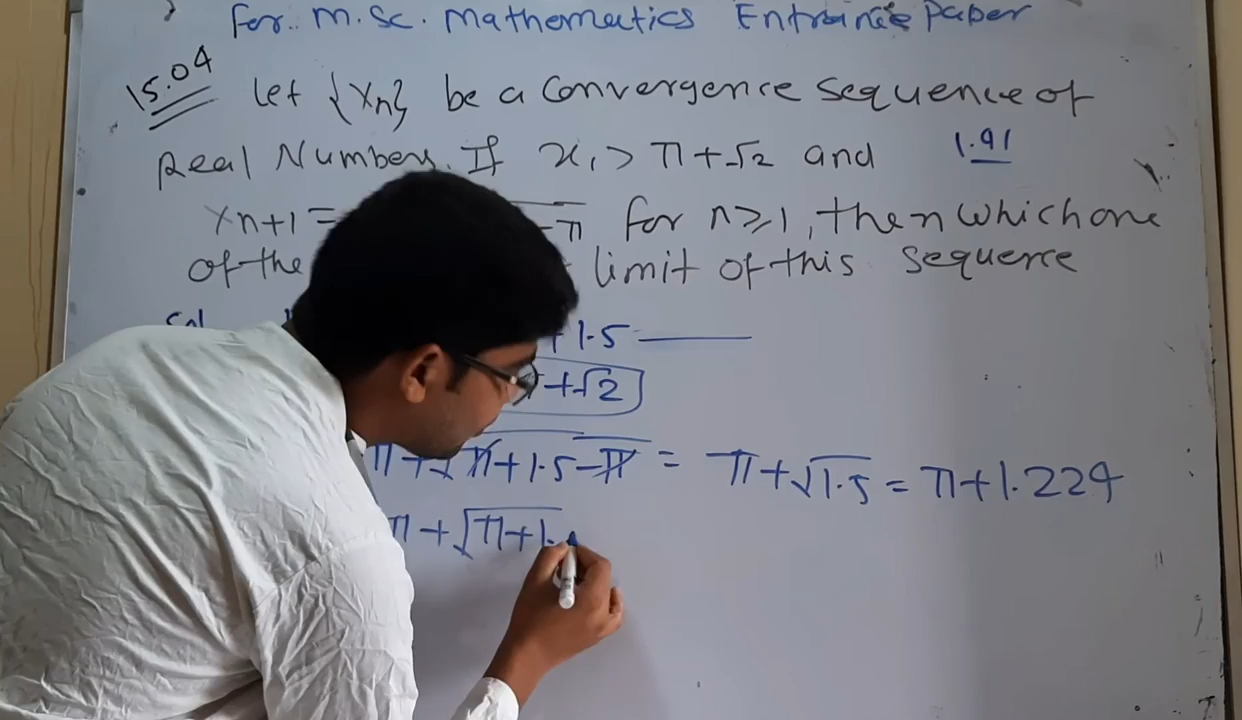 For.. M.Sc. Mathematics Entrance Paper
15.04 Let {Xn} be a Convergence Sequence of
Real Numbers. If x1 > π+√2 and 1.91
Xn+1 = -π for n≥1, then which one
of the limit of this sequence
Sol +1.5
+√2
π+√π+1.5-π = π+√1.5 = π+1.224
π+√π+1.